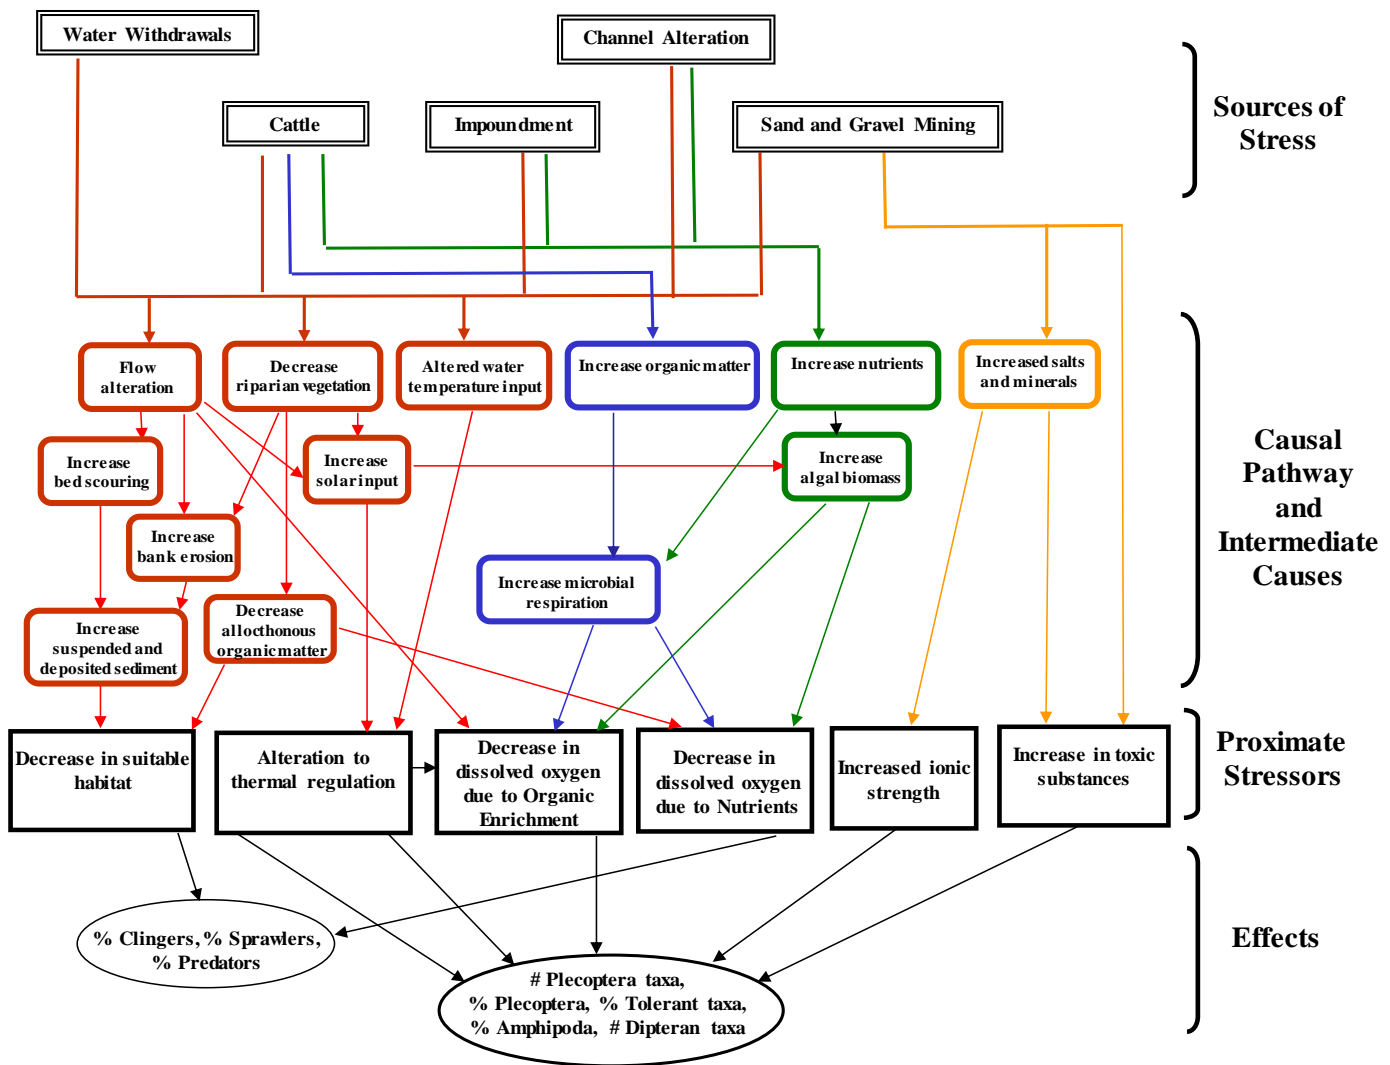 Water Withdrawals
Channel Alteration
Cattle
Impoundment
Sand and Gravel Mining
Sources of
Stress
Flow
alteration
Decrease
riparian vegetation
Altered water
temperature input
Increase organic matter
Increase nutrients
Increased salts
and minerals
Increase
bed scouring
Increase
solar input
Increase
algal biomass
Causal
Pathway
and
Intermediate
Causes
Increase
bank erosion
Increase microbial
respiration
Increase
suspended and
deposited sediment
Decrease
allocthonous
organic matter
Decrease in suitable
habitat
Alteration to
thermal regulation
Decrease in
dissolved oxygen
due to Organic
Enrichment
Decrease in
dissolved oxygen
due to Nutrients
Increased ionic
strength
Increase in toxic
substances
Proximate
Stressors
% Clingers, % Sprawlers,
% Predators
# Plecoptera taxa,
% Plecoptera, % Tolerant taxa,
% Amphipoda, # Dipteran taxa
Effects